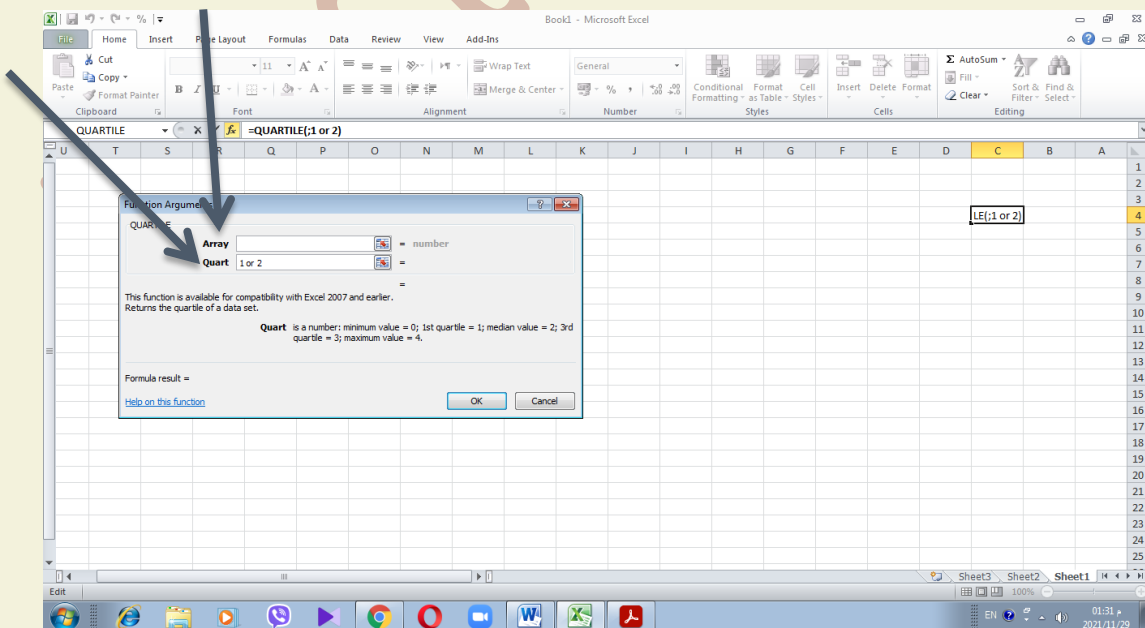 Book1 - Microsoft Excel
File Home Insert Page Layout Formulas Data Review View Add-Ins
Cut
Copy
Format Painter
Paste
Clipboard
11 A A
B I U A
Font
Wrap Text
Merge & Center
Alignment
General
% , .0 .00
Number
Conditional Formatting Format as Table Cell Styles
Styles
Insert Delete Format
Cells
Σ AutoSum
Fill
Clear
Sort & Filter Find & Select
Editing
QUARTILE fx =QUARTILE(;1 or 2)
U T S R Q P O N M L K J I H G F E D C B A
1
2
3
4
5
6
7
8
9
10
11
12
13
14
15
16
17
18
19
20
21
22
23
24
25
LE(;1 or 2)
Function Arguments
QUARTILE
Array = number
Quart 1 or 2 =
=
This function is available for compatibility with Excel 2007 and earlier.
Returns the quartile of a data set.
Quart is a number: minimum value = 0; 1st quartile = 1; median value = 2; 3rd
quartile = 3; maximum value = 4.
Formula result =
Help on this function
OK Cancel
Sheet3 Sheet2 Sheet1
Edit
100%
EN 01:31 م
2021/11/29